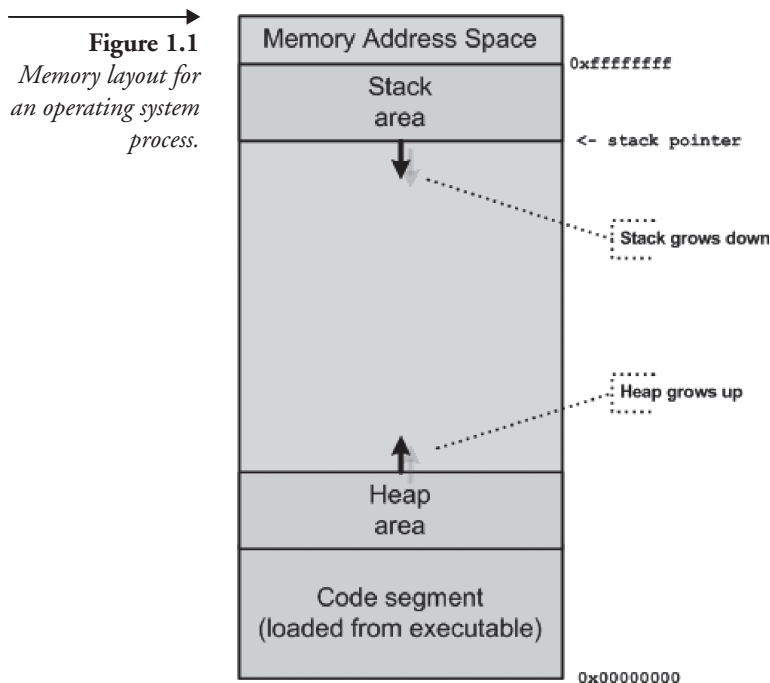 Figure 1.1
Memory layout for
an operating system
process.
Memory Address Space
0xffffffff
Stack
area
<- stack pointer
Stack grows down
Heap grows up
Heap
area
Code segment
(loaded from executable)
0x00000000